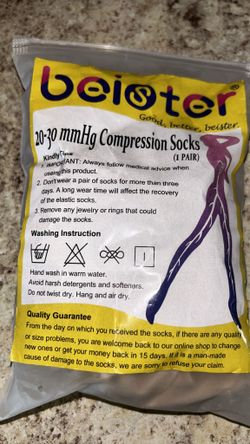 beister®
Good, better, beister.
20-30 mmHg Compression Socks
(1 PAIR)
Kindly
1. IMPORTANT: Always follow medical advice when
using this product.
2. Don't wear a pair of socks for more than three
days. A long wear time will affect the recovery
of the elastic socks.
3. Remove any jewelry or rings that could
damage the socks.
Washing Instruction
Hand wash in warm water.
Avoid harsh detergents and softeners.
Do not twist dry. Hang and air dry.
Quality Guarantee
From the day on which you received the socks, if there are any quality
or size problems, you are welcome back to our online shop to change
new ones or get your money back in 15 days. If it is a man-made
cause of damage to the socks, we are sorry to refuse your claim.